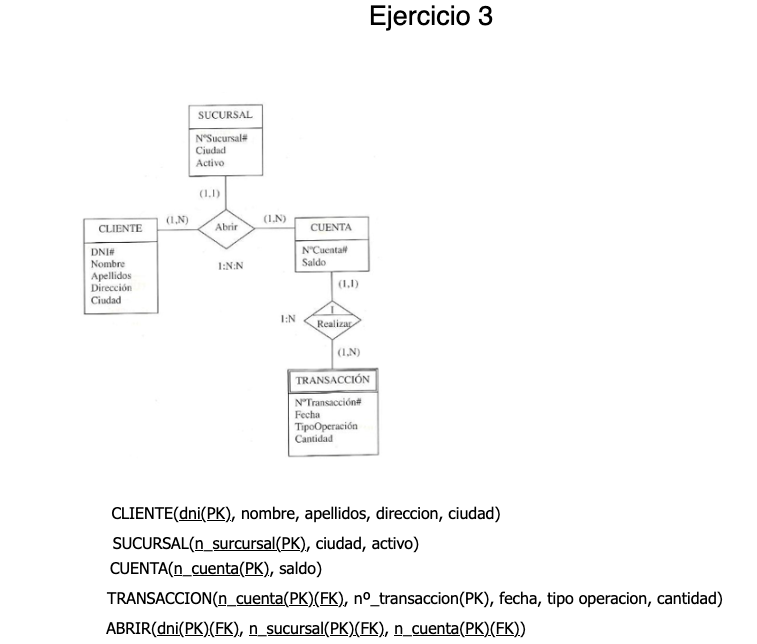 Ejercicio 3
SUCURSAL
NºSucursal#
Ciudad
Activo
(1,1)
(1,N)
(1,N)
CLIENTE
Abrir
CUENTA
DNI#
Nombre
Apellidos
Dirección
Ciudad
1:N:N
NºCuenta#
Saldo
(1,1)
1:N
I
Realizar
(1,N)
TRANSACCIÓN
NºTransacción#
Fecha
TipoOperación
Cantidad
CLIENTE(dni(PK), nombre, apellidos, direccion, ciudad)
SUCURSAL(n_surcursal(PK), ciudad, activo)
CUENTA(n_cuenta(PK), saldo)
TRANSACCION(n_cuenta(PK)(FK), nº_transaccion(PK), fecha, tipo operacion, cantidad)
ABRIR(dni(PK)(FK), n_sucursal(PK)(FK), n_cuenta(PK)(FK))